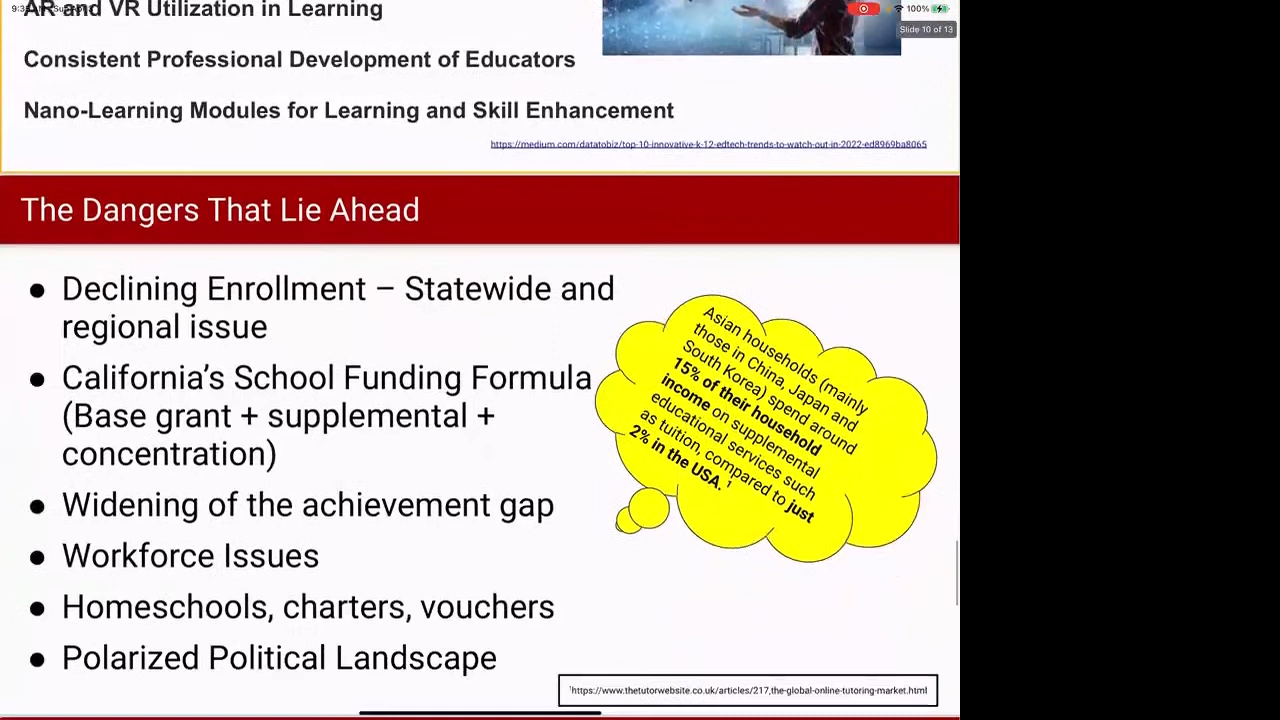 100%
Slide 10 of 13
AR and VR Utilization in Learning
Consistent Professional Development of Educators
Nano-Learning Modules for Learning and Skill Enhancement
https://medium.com/datatobiz/top-10-innovative-k-12-edtech-trends-to-watch-out-in-2022-ed8969ba8065
The Dangers That Lie Ahead
● Declining Enrollment – Statewide and
regional issue
● California’s School Funding Formula
(Base grant + supplemental +
concentration)
● Widening of the achievement gap
● Workforce Issues
● Homeschools, charters, vouchers
● Polarized Political Landscape
Asian households (mainly
those in China, Japan and
South Korea) spend around
15% of their household
income on supplemental
educational services such
as tuition, compared to just
2% in the USA. ¹
¹https://www.thetutorwebsite.co.uk/articles/217,the-global-online-tutoring-market.html